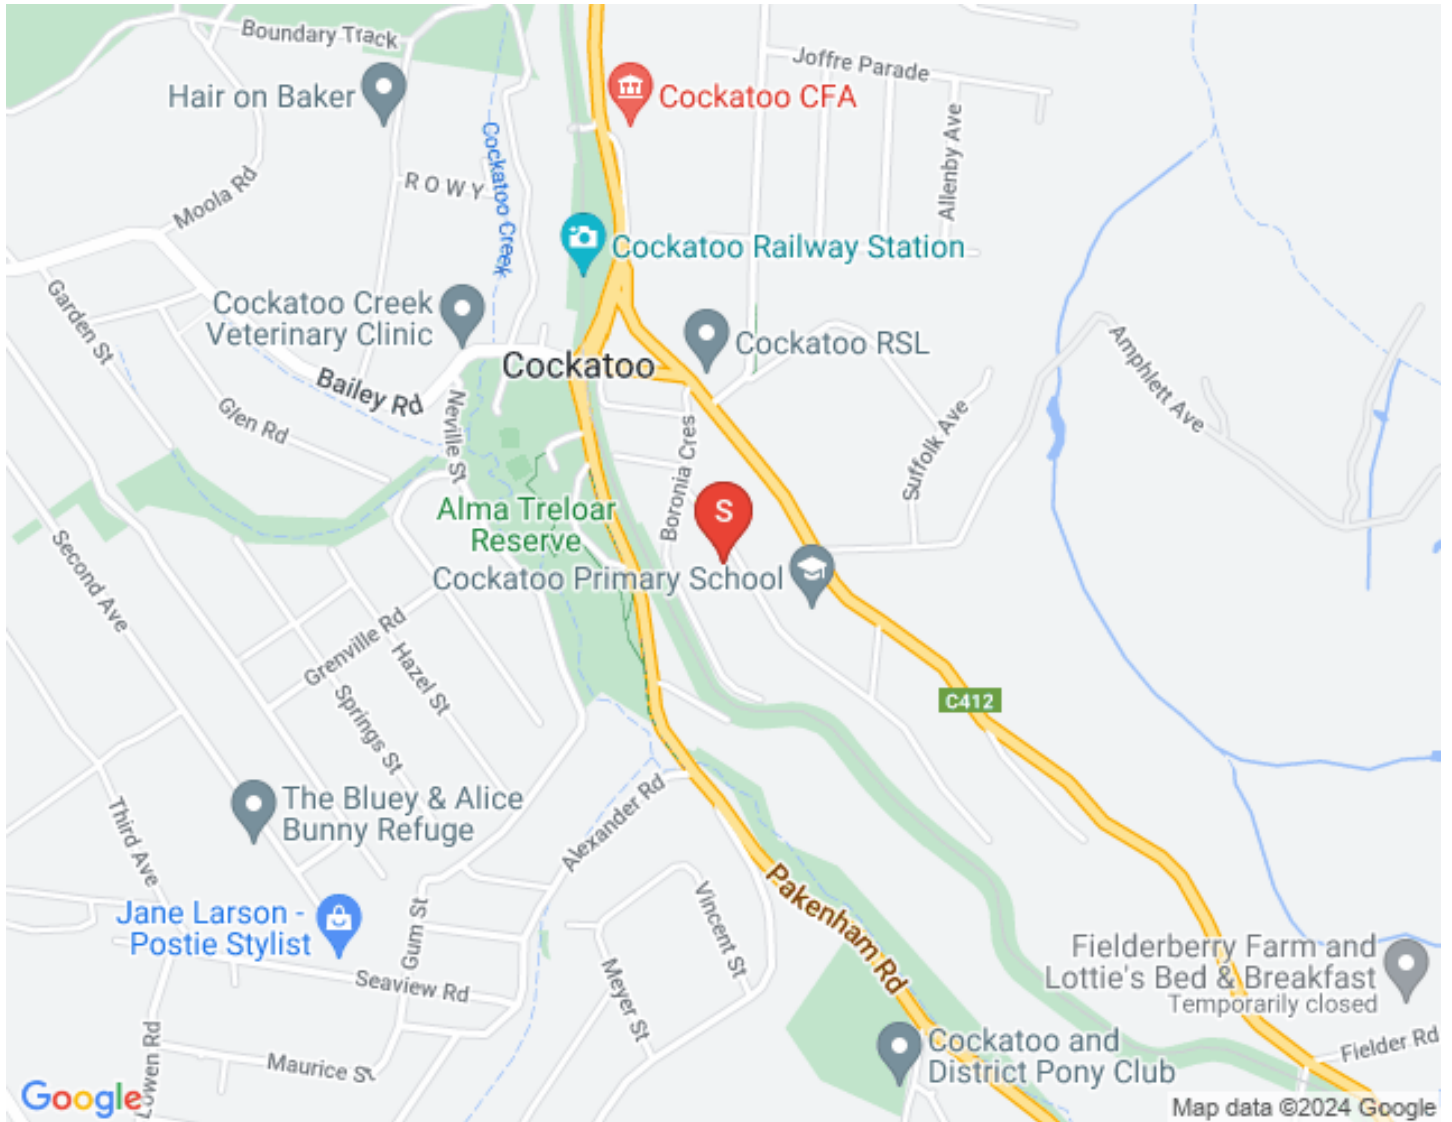 Boundary Track
Joffre Parade
Hair on Baker
Cockatoo CFA
Cockatoo Creek
Allenby Ave
R O W Y
Moola Rd
Cockatoo Railway Station
Garden St
Cockatoo Creek
Veterinary Clinic
Cockatoo RSL
Amphlett Ave
Cockatoo
Bailey Rd
Neville St
Glen Rd
Boronia Cres
Suffolk Ave
S
Alma Treloar
Reserve
Second Ave
Cockatoo Primary School
Grenville Rd
Hazel St
Springs St
C412
The Bluey & Alice
Bunny Refuge
Third Ave
Alexander Rd
Pakenham Rd
Vincent St
Jane Larson -
Postie Stylist
Gum St
Seaview Rd
Meyer St
Fielderberry Farm and
Lottie's Bed & Breakfast
Temporarily closed
Lowen Rd
Maurice St
Cockatoo and
District Pony Club
Fielder Rd
Google
Map data ©2024 Google